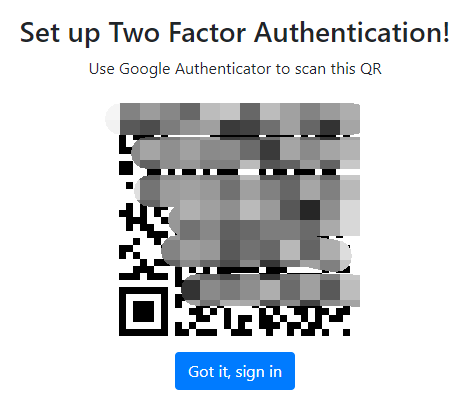 Set up Two Factor Authentication!
Use Google Authenticator to scan this QR
Got it, sign in